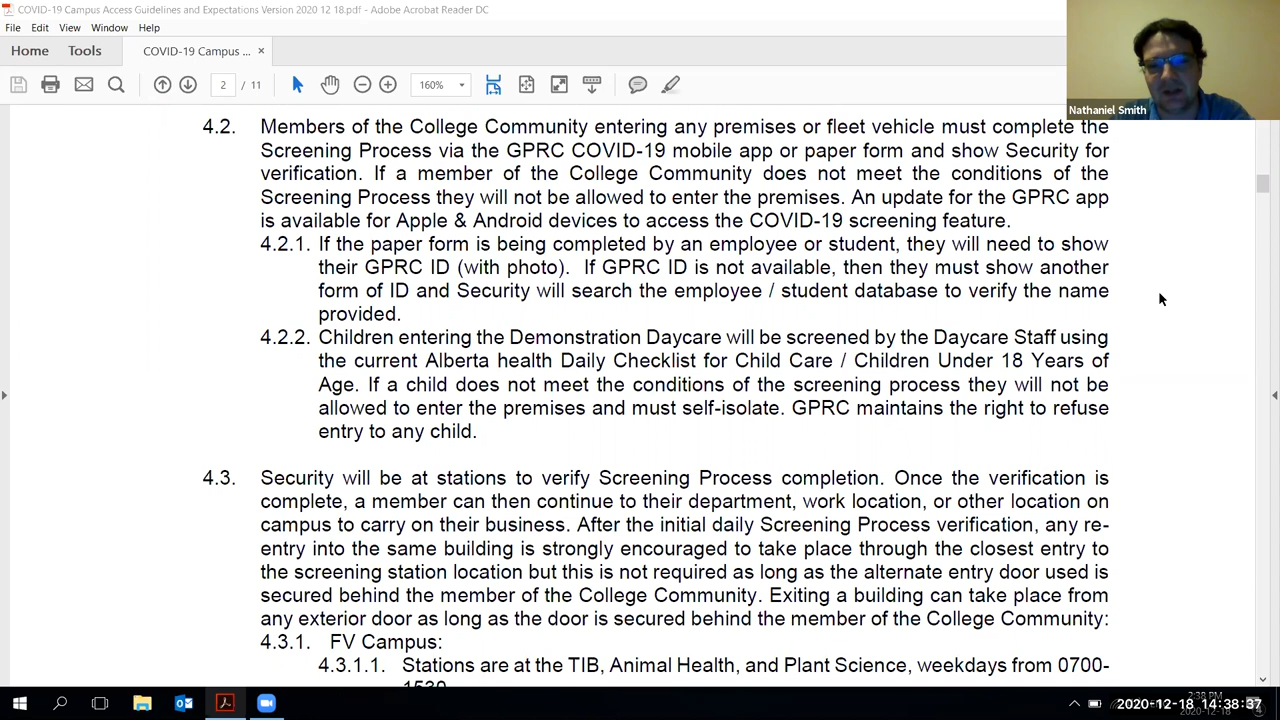 COVID-19 Campus Access Guidelines and Expectations Version 2020 12 18.pdf - Adobe Acrobat Reader DC
File Edit View Window Help
Home Tools COVID-19 Campus ... ×
2 / 11 160%
Nathaniel Smith
4.2. Members of the College Community entering any premises or fleet vehicle must complete the
Screening Process via the GPRC COVID-19 mobile app or paper form and show Security for
verification. If a member of the College Community does not meet the conditions of the
Screening Process they will not be allowed to enter the premises. An update for the GPRC app
is available for Apple & Android devices to access the COVID-19 screening feature.
4.2.1. If the paper form is being completed by an employee or student, they will need to show
their GPRC ID (with photo). If GPRC ID is not available, then they must show another
form of ID and Security will search the employee / student database to verify the name
provided.
4.2.2. Children entering the Demonstration Daycare will be screened by the Daycare Staff using
the current Alberta health Daily Checklist for Child Care / Children Under 18 Years of
Age. If a child does not meet the conditions of the screening process they will not be
allowed to enter the premises and must self-isolate. GPRC maintains the right to refuse
entry to any child.
4.3. Security will be at stations to verify Screening Process completion. Once the verification is
complete, a member can then continue to their department, work location, or other location on
campus to carry on their business. After the initial daily Screening Process verification, any re-
entry into the same building is strongly encouraged to take place through the closest entry to
the screening station location but this is not required as long as the alternate entry door used is
secured behind the member of the College Community. Exiting a building can take place from
any exterior door as long as the door is secured behind the member of the College Community:
4.3.1. FV Campus:
4.3.1.1. Stations are at the TIB, Animal Health, and Plant Science, weekdays from 0700-
1530
2:38 PM
2020-12-18 14:38:37
2020-12-18